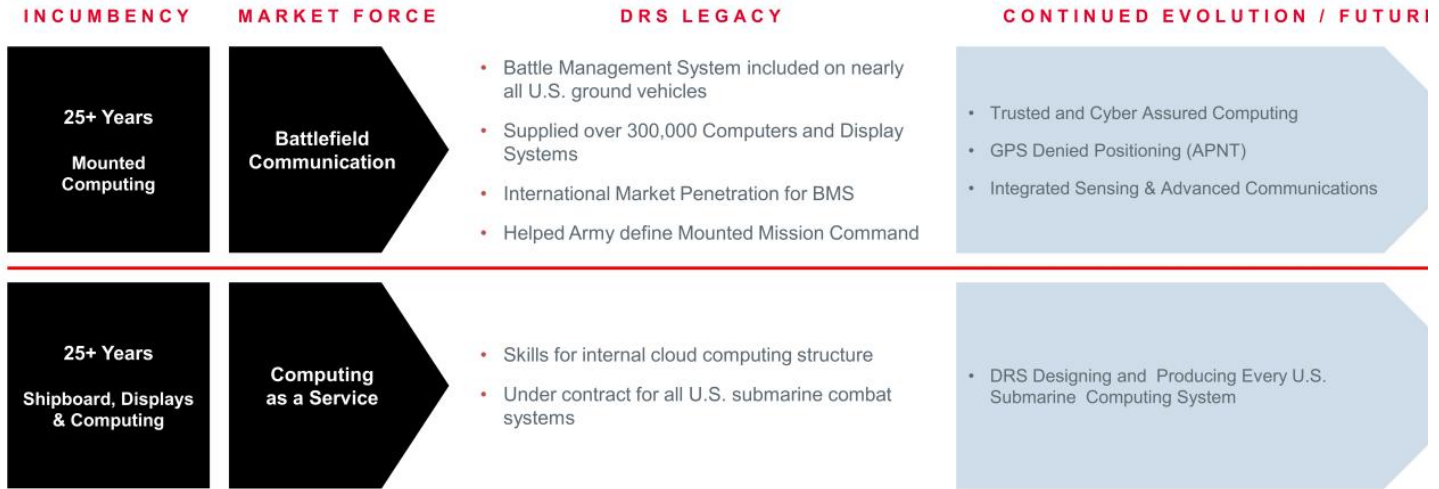 INCUMBENCY
MARKET FORCE
DRS LEGACY
CONTINUED EVOLUTION / FUTUR
25+ Years
Mounted
Computing
Battlefield
Communication
• Battle Management System included on nearly
all U.S. ground vehicles
• Supplied over 300,000 Computers and Display
Systems
• International Market Penetration for BMS
• Helped Army define Mounted Mission Command
• Trusted and Cyber Assured Computing
• GPS Denied Positioning (APNT)
• Integrated Sensing & Advanced Communications
25+ Years
Shipboard, Displays
& Computing
Computing
as a Service
• Skills for internal cloud computing structure
• Under contract for all U.S. submarine combat
systems
• DRS Designing and Producing Every U.S.
Submarine Computing System